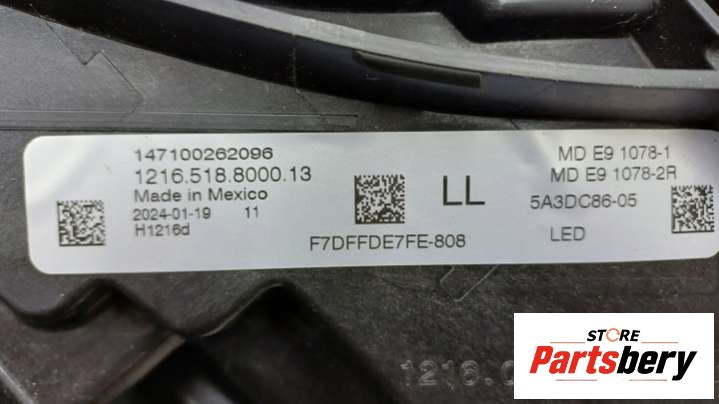 147100262096
1216.518.8000.13
Made in Mexico
2024-01-19 11
H1216d
F7DFFDE7FE-808
LL
MD E9 1078-1
MD E9 1078-2R
5A3DC86-05
LED
STORE
Partsbery